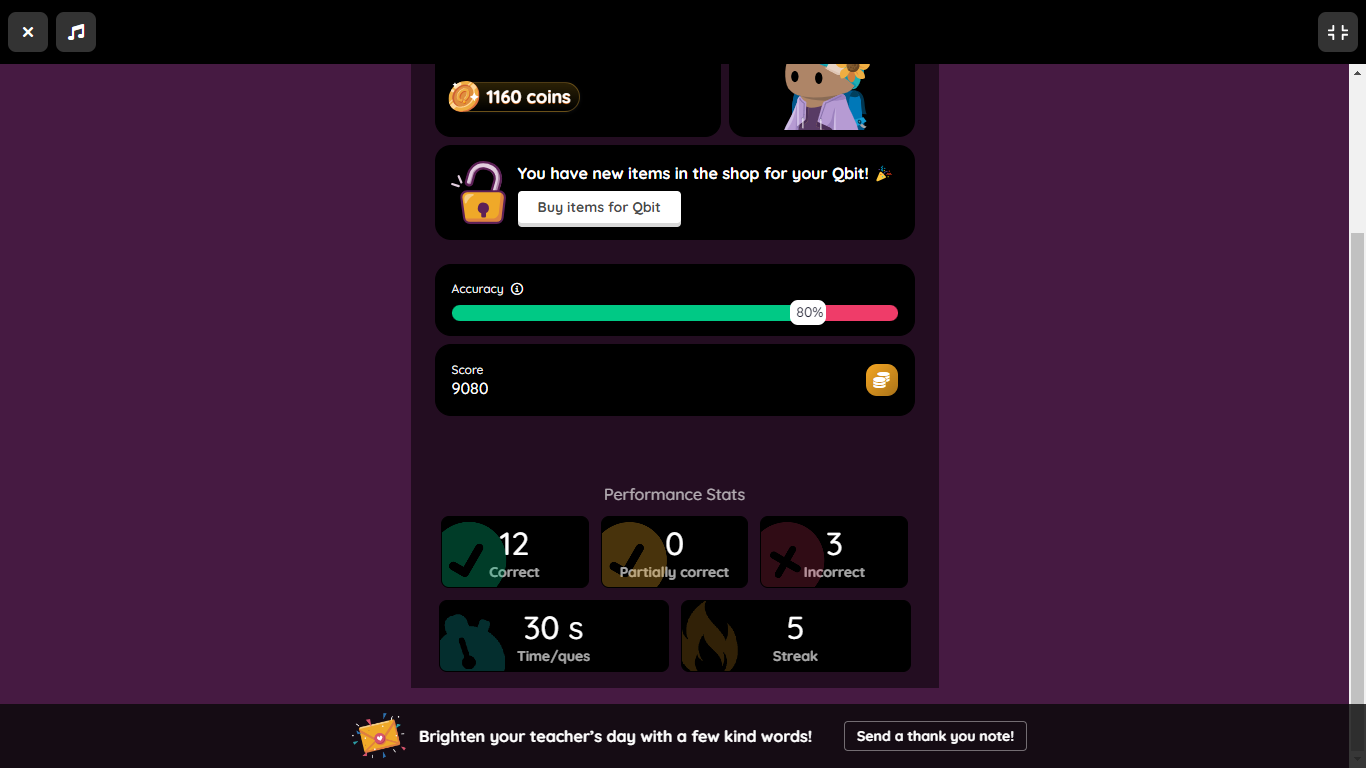 1160 coins
You have new items in the shop for your Qbit! 🎉
Buy items for Qbit
Accuracy
80%
Score
9080
Performance Stats
12
Correct
0
Partially correct
3
Incorrect
30 s
Time/ques
5
Streak
Brighten your teacher's day with a few kind words!
Send a thank you note!